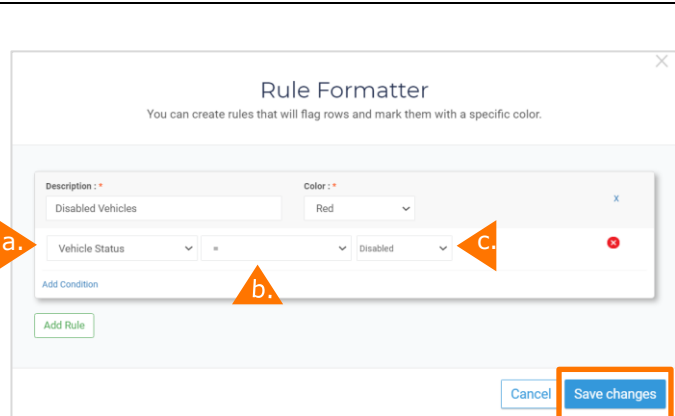 Rule Formatter
You can create rules that will flag rows and mark them with a specific color.
Description : *
Color : *
Disabled Vehicles
Red
x
a.
Vehicle Status
=
Disabled
c.
Add Condition
b.
Add Rule
Cancel
Save changes